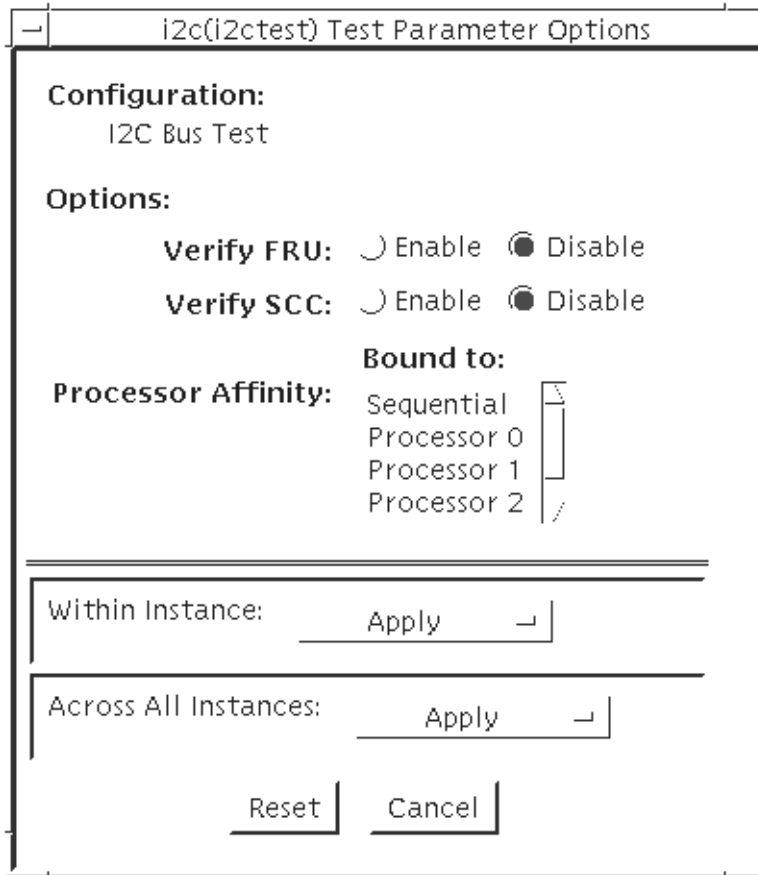 i2c(i2ctest) Test Parameter Options
Configuration:
I2C Bus Test
Options:
Verify FRU: Enable Disable
Verify SCC: Enable Disable
Bound to:
Processor Affinity:
Sequential
Processor 0
Processor 1
Processor 2
Within Instance: Apply
Across All Instances: Apply
Reset Cancel